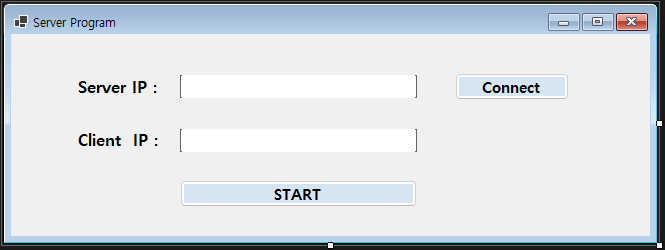 Server Program
Server IP :
Connect
Client IP :
START